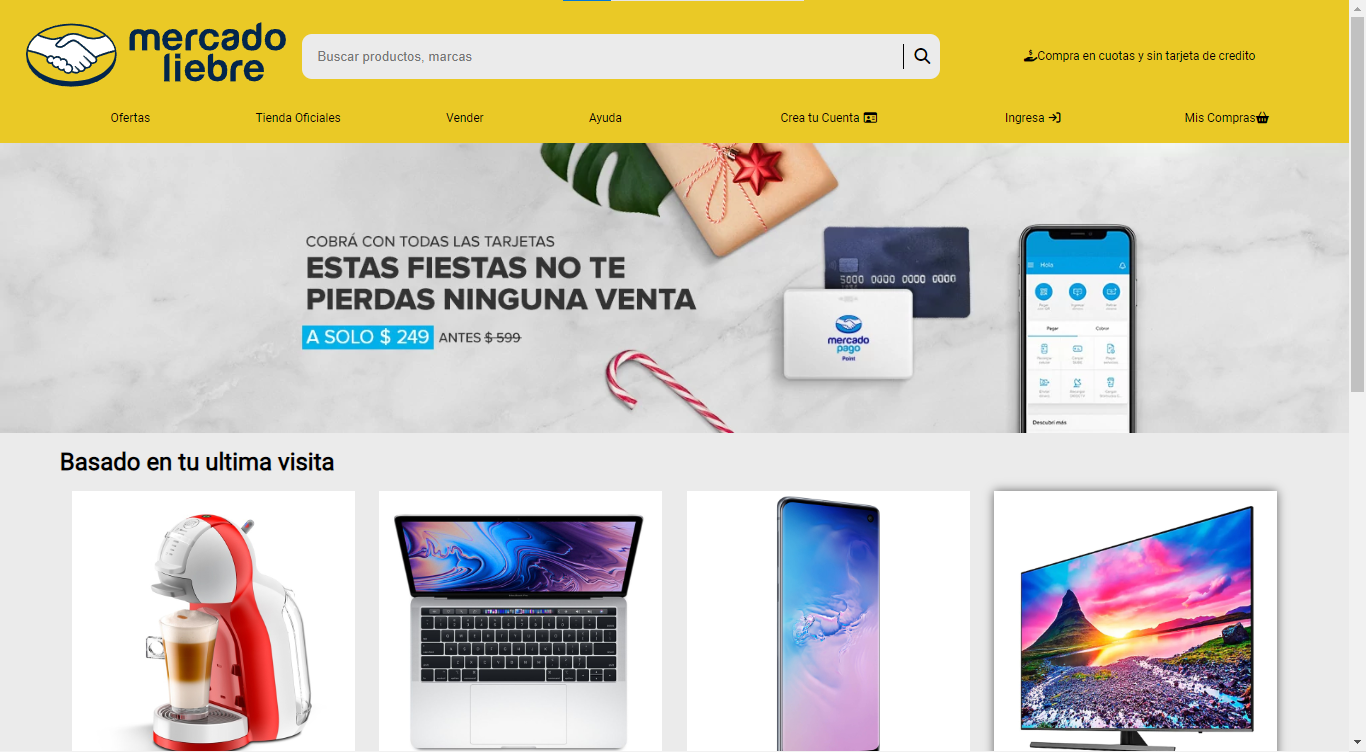 mercado
liebre
Buscar productos, marcas
Compra en cuotas y sin tarjeta de credito
Ofertas
Tienda Oficiales
Vender
Ayuda
Crea tu Cuenta
Ingresa
Mis Compras
COBRÁ CON TODAS LAS TARJETAS
ESTAS FIESTAS NO TE
PIERDAS NINGUNA VENTA
A SOLO $ 249 ANTES $ 599
5000 0000 0000 0000
mercado
pago
Point
Hola
Pagar
Cobrar
Descubrí más
Basado en tu ultima visita